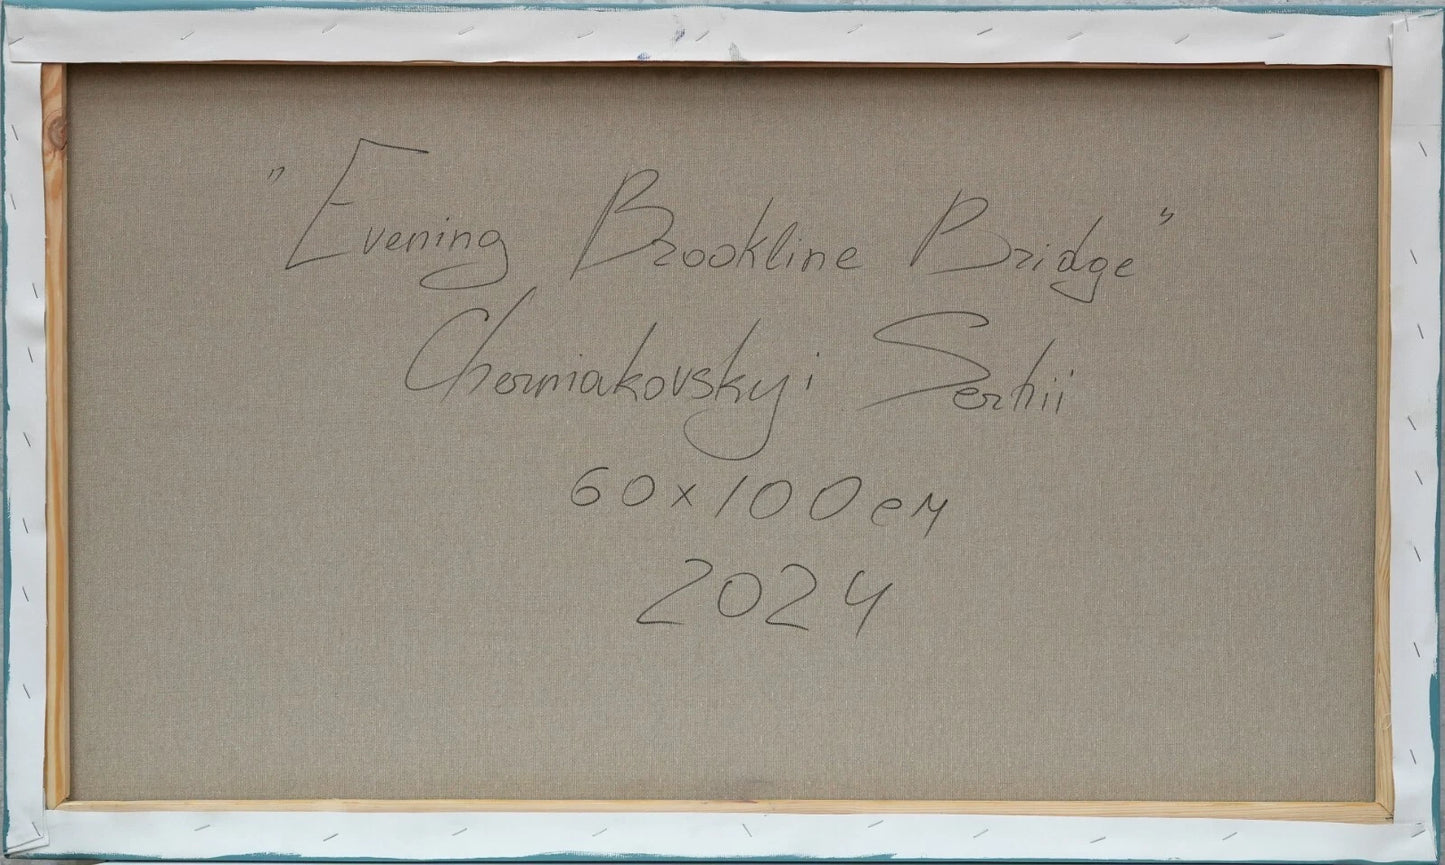 "Evening Brookline Bridge"
Cherniakovskyi Serhii
60x100cm
2024